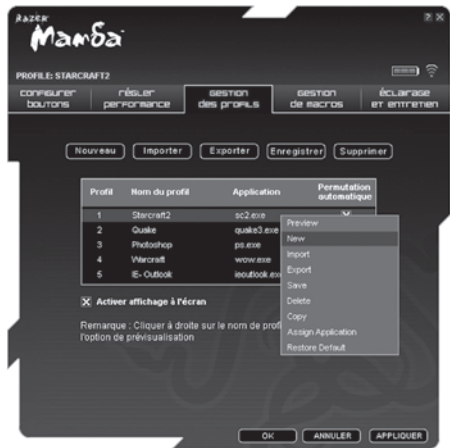 RAZER
Mamba
? X
PROFILE: STARCRAFT2
CONFIGURER BOUTONS
RÉGLER PERFORMANCE
GESTION DES PROFILS
GESTION DE MACROS
ÉCLAIRAGE ET ENTRETIEN
Nouveau Importer Exporter Enregistrer Supprimer
Profil Nom du profil Application Permutation automatique
1 Starcraft2 sc2.exe
2 Quake quake3.exe
3 Photoshop ps.exe
4 Warcraft wow.exe
5 IE- Outlook ieoutlook.ex
Preview
New
Import
Export
Save
Delete
Copy
Assign Application
Restore Default
X Activer affichage à l'écran
Remarque : Cliquer à droite sur le nom de prof
l'option de prévisualisation
OK ANNULER APPLIQUER